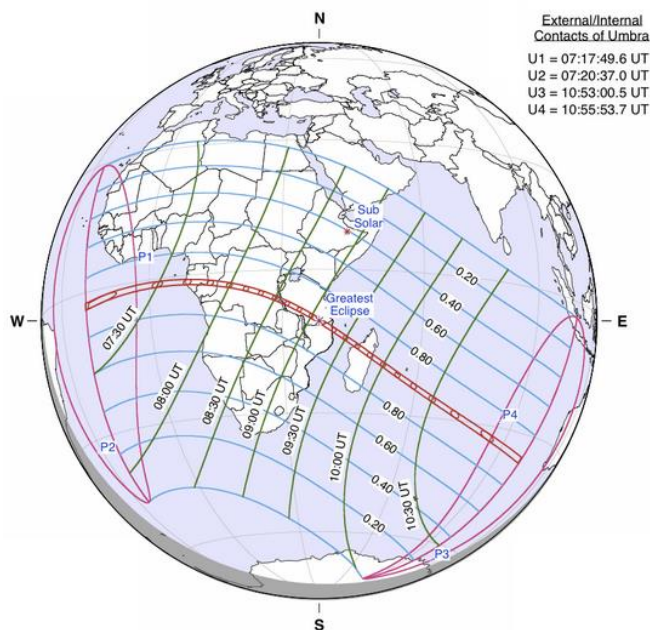 N
External/Internal
Contacts of Umbra
U1 = 07:17:49.6 UT
U2 = 07:20:37.0 UT
U3 = 10:53:00.5 UT
U4 = 10:55:53.7 UT
Sub
Solar
P1
0.20
Greatest
Eclipse
0.40
W
E
07:30 UT
0.60
0.80
08:00 UT
08:30 UT
09:00 UT
09:30 UT
0.80
P4
P2
10:00 UT
0.60
0.40
10:30 UT
0.20
P3
S